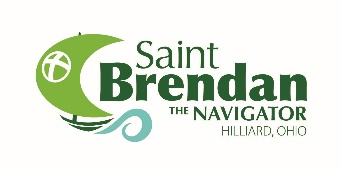 Saint
Brendan
THE NAVIGATOR
HILLIARD, OHIO